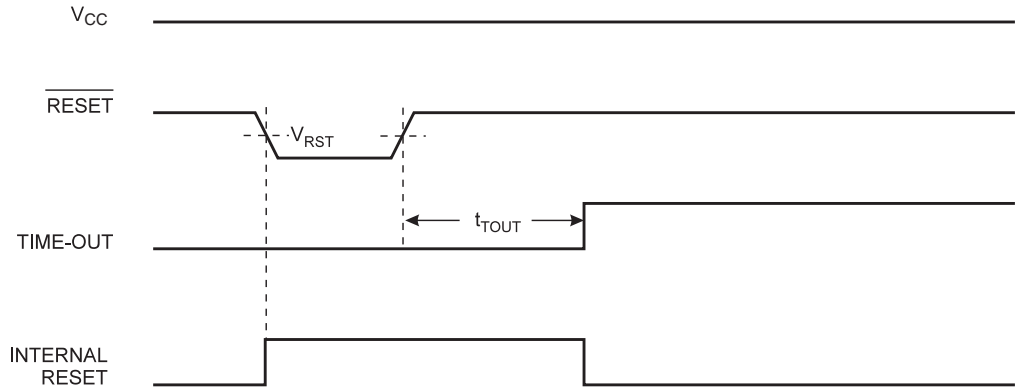 VCC
RESET
VRST
tTOUT
TIME-OUT
INTERNAL
RESET